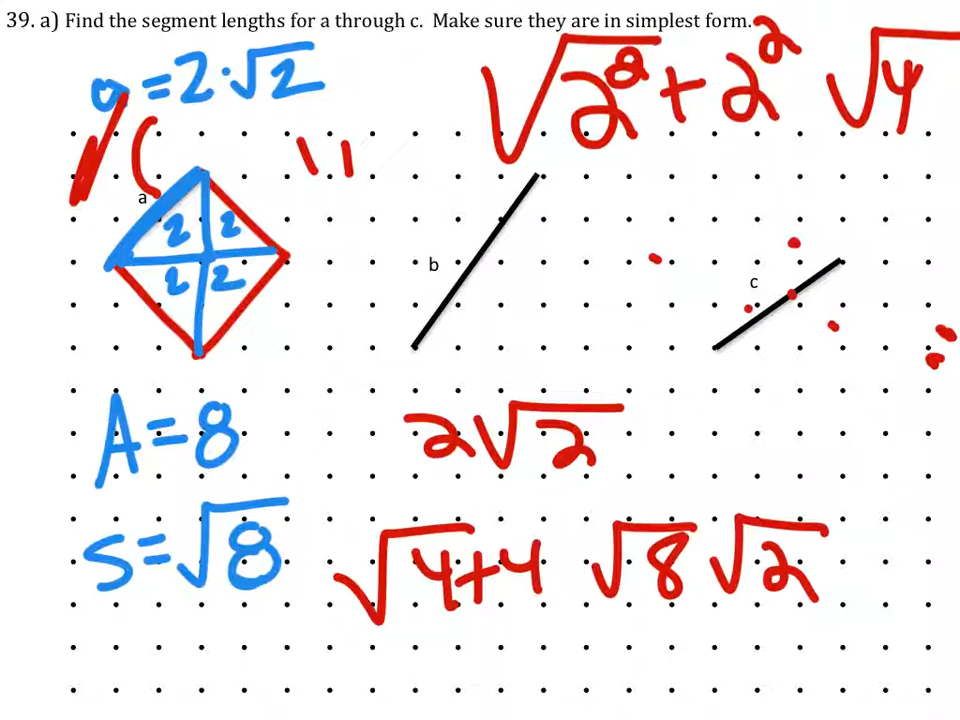 39. a) Find the segment lengths for a through c. Make sure they are in simplest form.
a = 2·√2
√2²+2² √4
a
2 2
2 2
b
c
A = 8
2√2
s = √8
√4+4 √8 √2